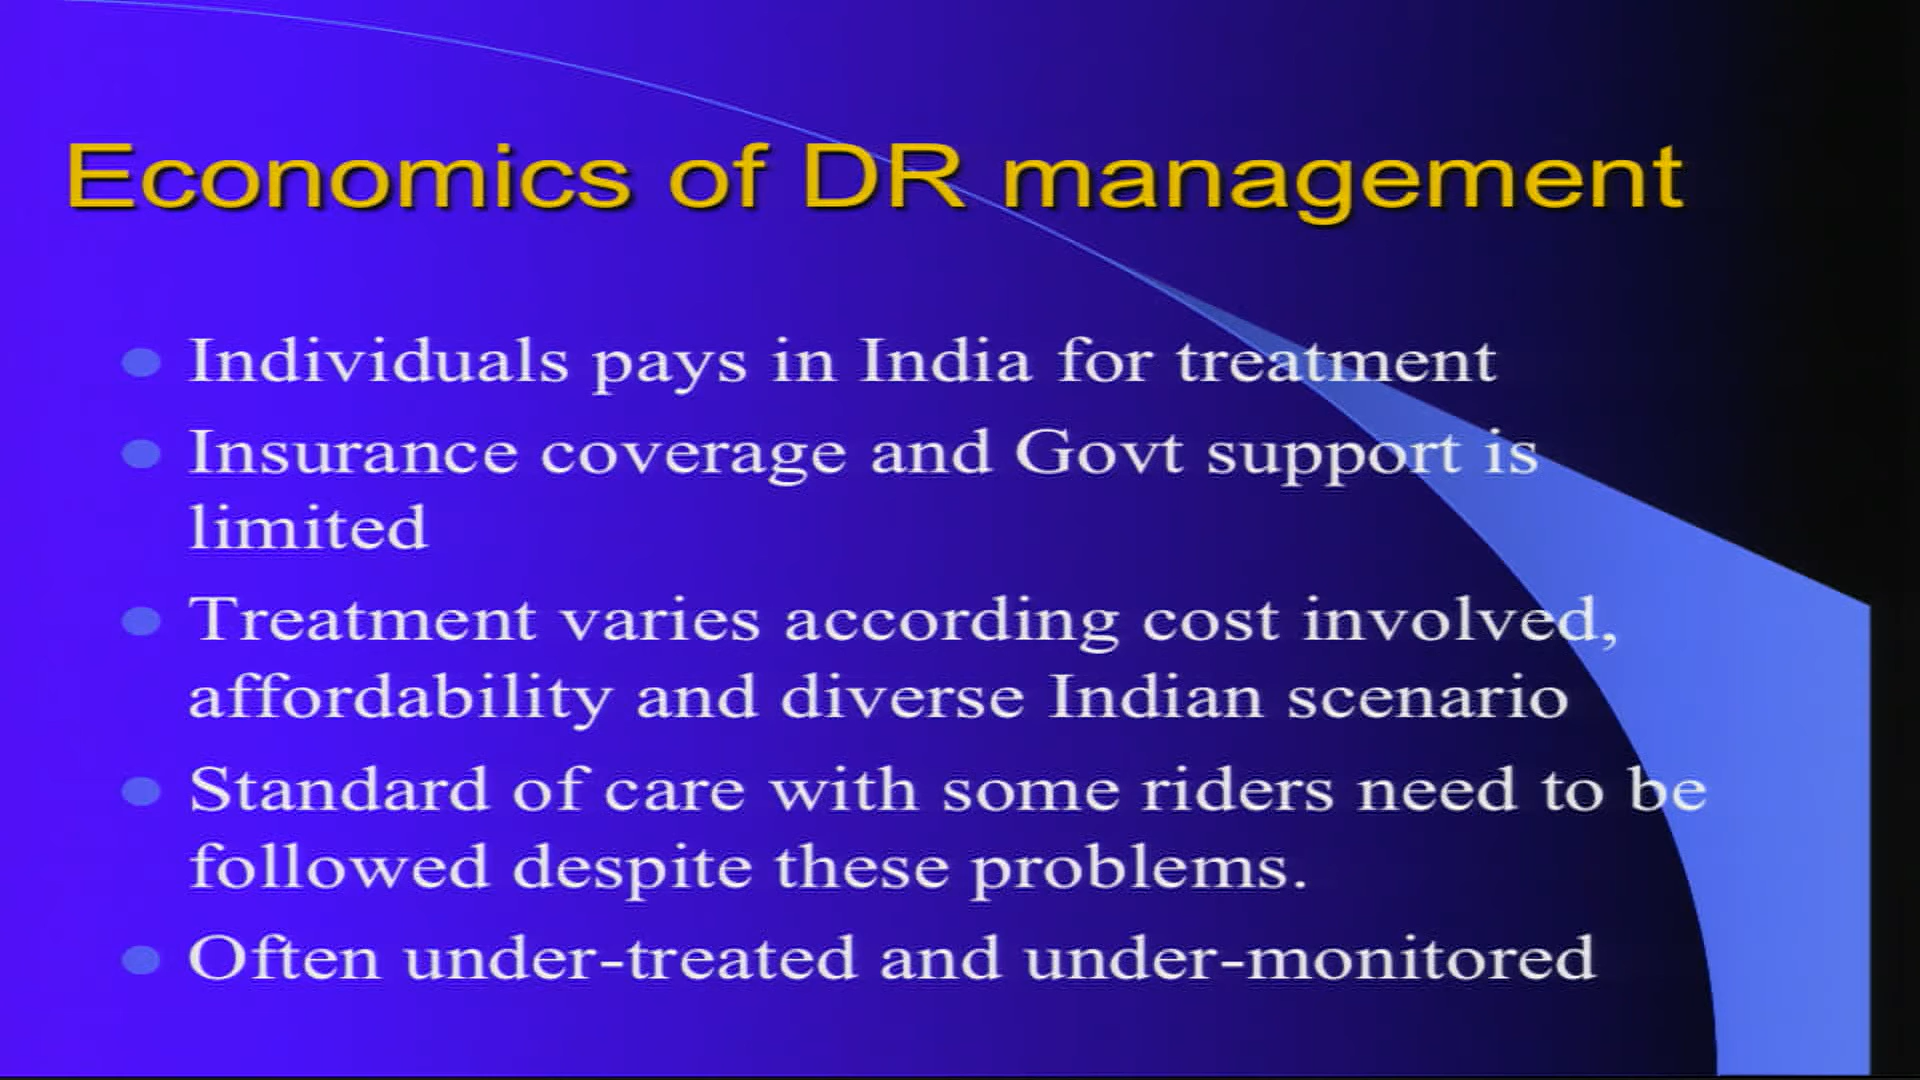 Economics of DR management
Individuals pays in India for treatment
Insurance coverage and Govt support is
limited
Treatment varies according cost involved,
affordability and diverse Indian scenario
Standard of care with some riders need to be
followed despite these problems.
Often under-treated and under-monitored